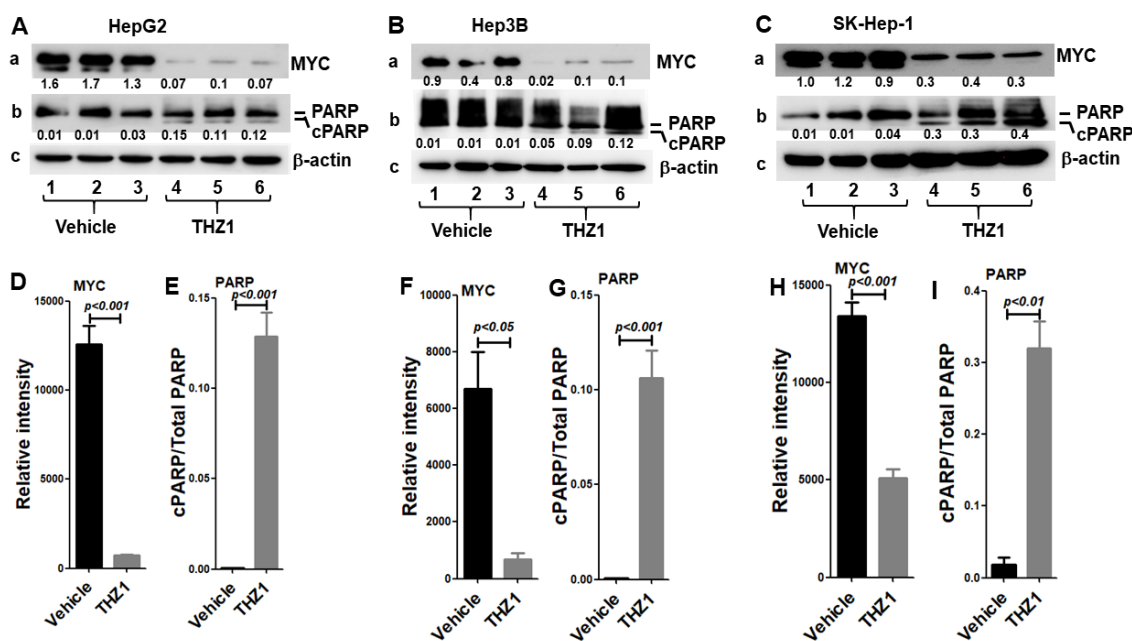 A HepG2
a MYC
1.6 1.7 1.3 0.07 0.1 0.07
b PARP
cPARP
0.01 0.01 0.03 0.15 0.11 0.12
c β-actin
1 2 3 4 5 6
Vehicle THZ1
B Hep3B
a MYC
0.9 0.4 0.8 0.02 0.1 0.1
b PARP
cPARP
0.01 0.01 0.01 0.05 0.09 0.12
c β-actin
1 2 3 4 5 6
Vehicle THZ1
C SK-Hep-1
a MYC
1.0 1.2 0.9 0.3 0.4 0.3
b PARP
cPARP
0.01 0.01 0.04 0.3 0.3 0.4
c β-actin
1 2 3 4 5 6
Vehicle THZ1
D MYC
p<0.001
Relative intensity
15000
10000
5000
0
Vehicle THZ1
E PARP
p<0.001
cPARP/Total PARP
0.15
0.10
0.05
0.00
Vehicle THZ1
F MYC
p<0.05
Relative intensity
10000
8000
6000
4000
2000
0
Vehicle THZ1
G PARP
p<0.001
cPARP/Total PARP
0.15
0.10
0.05
0.00
Vehicle THZ1
H MYC
p<0.001
Relative intensity
15000
10000
5000
0
Vehicle THZ1
I PARP
p<0.01
cPARP/Total PARP
0.4
0.3
0.2
0.1
0.0
Vehicle THZ1